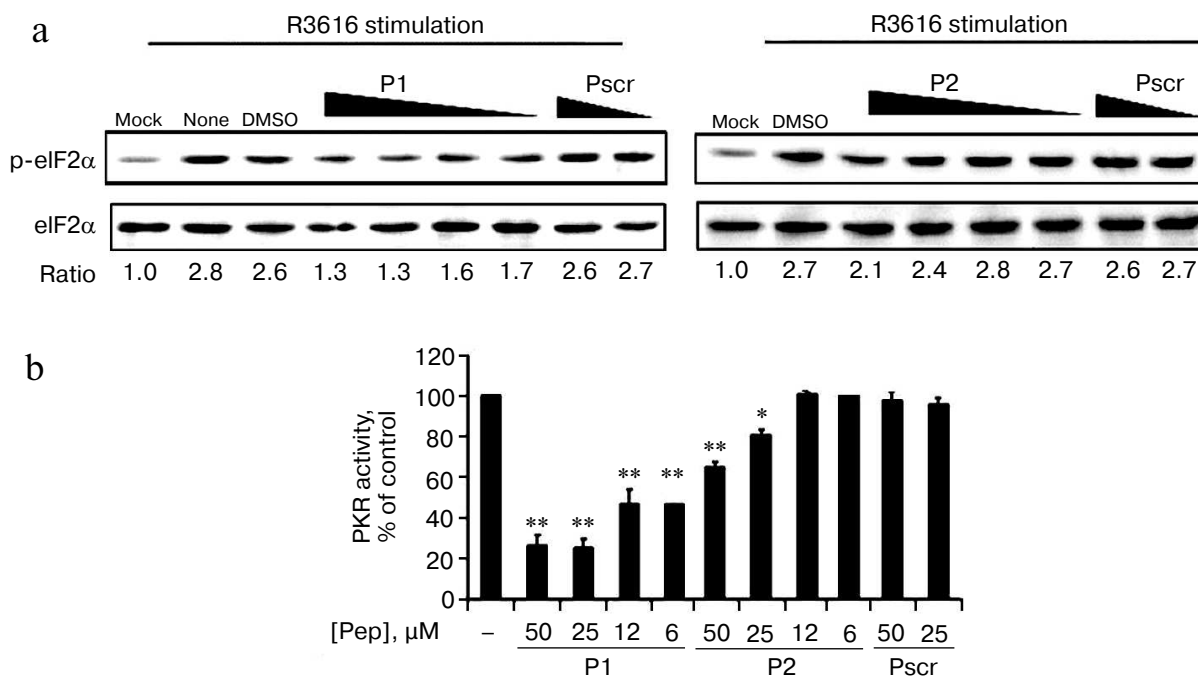 a
R3616 stimulation
P1
Pscr
Mock None DMSO
p-eIF2α
eIF2α
Ratio 1.0 2.8 2.6 1.3 1.3 1.6 1.7 2.6 2.7
R3616 stimulation
P2
Pscr
Mock DMSO
1.0 2.7 2.1 2.4 2.8 2.7 2.6 2.7
b
PKR activity,
% of control
120
100
80
60
40
20
0
** ** ** ** ** *
[Pep], μM – 50 25 12 6 50 25 12 6 50 25
P1 P2 Pscr